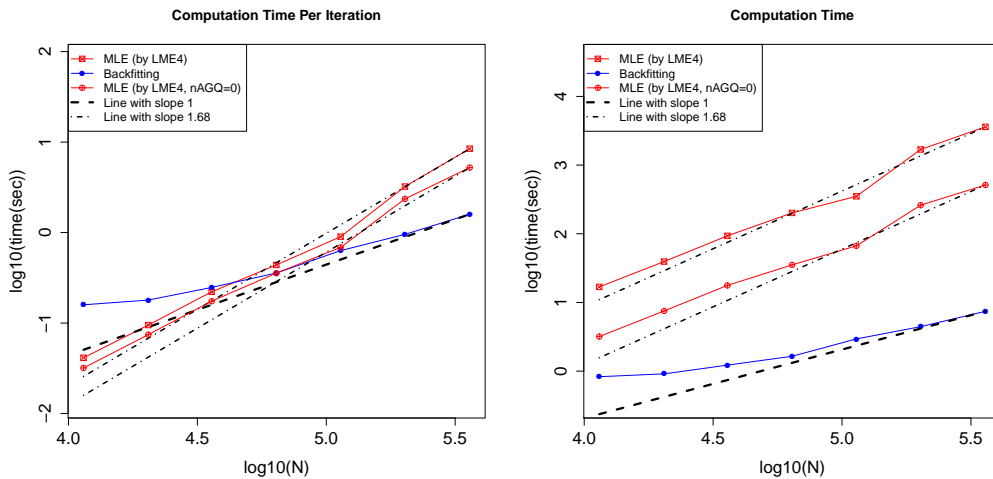 Computation Time Per Iteration
2
1
0
−1
−2
log10(time(sec))
MLE (by LME4)
Backfitting
MLE (by LME4, nAGQ=0)
Line with slope 1
Line with slope 1.68
4.0
4.5
5.0
5.5
log10(N)
Computation Time
4
3
2
1
0
log10(time(sec))
MLE (by LME4)
Backfitting
MLE (by LME4, nAGQ=0)
Line with slope 1
Line with slope 1.68
4.0
4.5
5.0
5.5
log10(N)